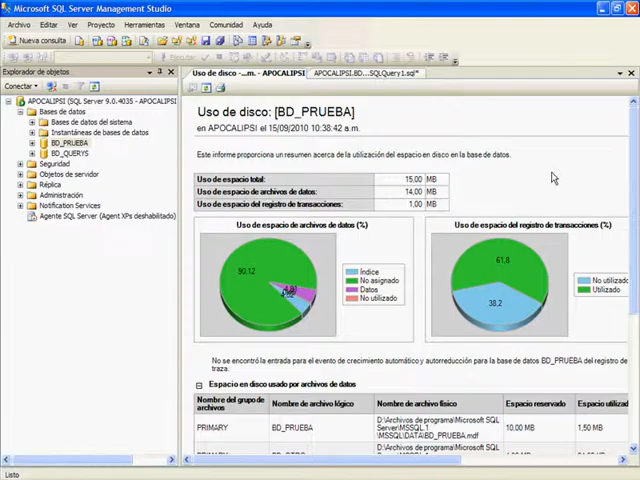 Microsoft SQL Server Management Studio
Archivo Editar Ver Proyecto Herramientas Ventana Comunidad Ayuda
Nueva consulta
Ejecutar
Explorador de objetos
Conectar
APOCALIPSI (SQL Server 9.0.4035 - APOCALIPSI
Bases de datos
Bases de datos del sistema
Instantáneas de bases de datos
BD_PRUEBA
BD_QUERYS
Seguridad
Objetos de servidor
Réplica
Administración
Notification Services
Agente SQL Server (Agent XPs deshabilitado)
Uso de disco -...m. - APOCALIPSI
APOCALIPSI.BD...SQLQuery1.sql*
Uso de disco: [BD_PRUEBA]
en APOCALIPSI el 15/09/2010 10:38:42 a.m.
Este informe proporciona un resumen acerca de la utilización del espacio en disco en la base de datos.
Uso de espacio total: 15,00 MB
Uso de espacio de archivos de datos: 14,00 MB
Uso de espacio del registro de transacciones: 1,00 MB
Uso de espacio de archivos de datos (%)
90,12
Índice
No asignado
Datos
No utilizado
Uso de espacio del registro de transacciones (%)
61,8
38,2
No utilizado
Utilizado
No se encontró la entrada para el evento de crecimiento automático y autorreducción para la base de datos BD_PRUEBA del registro de
traza.
Espacio en disco usado por archivos de datos
Nombre del grupo de archivos Nombre de archivo lógico Nombre de archivo físico Espacio reservado Espacio utilizado
PRIMARY BD_PRUEBA D:\Archivos de programa\Microsoft SQL Server\MSSQL.1\MSSQL\DATA\BD_PRUEBA.mdf 10,00 MB 1,50 MB
Listo